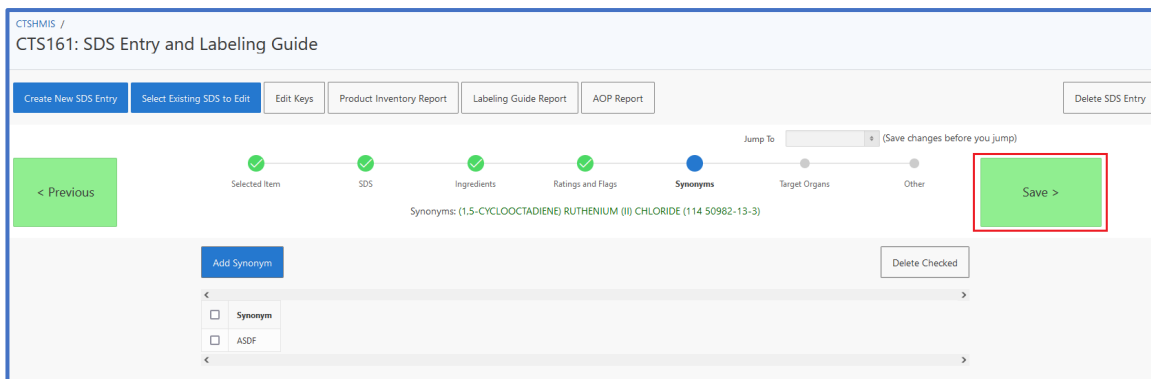 CTSHMIS /
CTS161: SDS Entry and Labeling Guide
Create New SDS Entry
Select Existing SDS to Edit
Edit Keys
Product Inventory Report
Labeling Guide Report
AOP Report
Delete SDS Entry
Jump To
(Save changes before you jump)
< Previous
Selected Item
SDS
Ingredients
Ratings and Flags
Synonyms
Target Organs
Other
Save >
Synonyms: (1,5-CYCLOOCTADIENE) RUTHENIUM (II) CHLORIDE (114 50982-13-3)
Add Synonym
Delete Checked
Synonym
ASDF